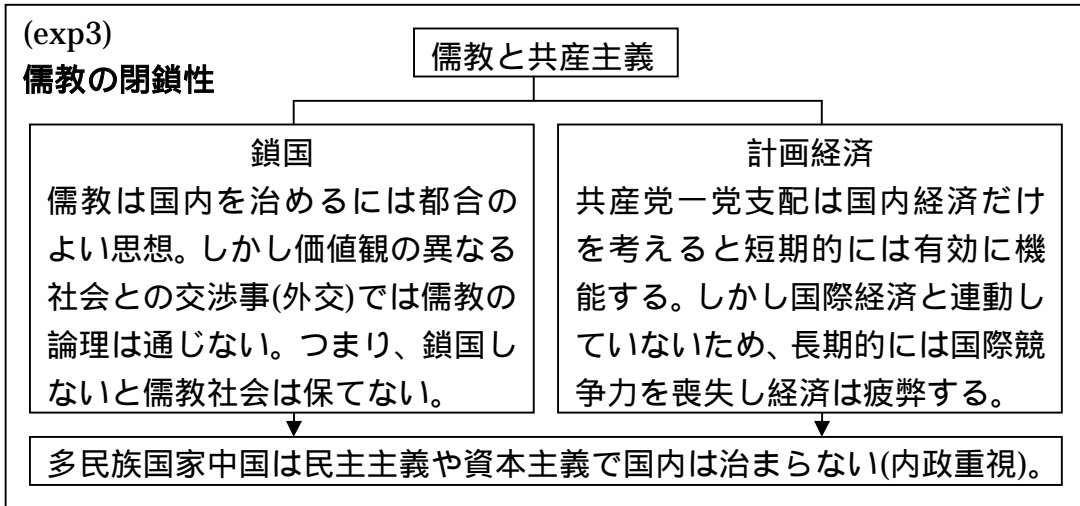 (exp3)
儒教の閉鎖性
儒教と共産主義
鎖国
儒教は国内を治めるには都合の
よい思想。しかし価値観の異なる
社会との交渉事(外交)では儒教の
論理は通じない。つまり、鎖国し
ないと儒教社会は保てない。
計画経済
共産党一党支配は国内経済だけ
を考えると短期的には有効に機
能する。しかし国際経済と連動し
ていないため、長期的には国際競
争力を喪失し経済は疲弊する。
多民族国家中国は民主主義や資本主義で国内は治まらない(内政重視)。